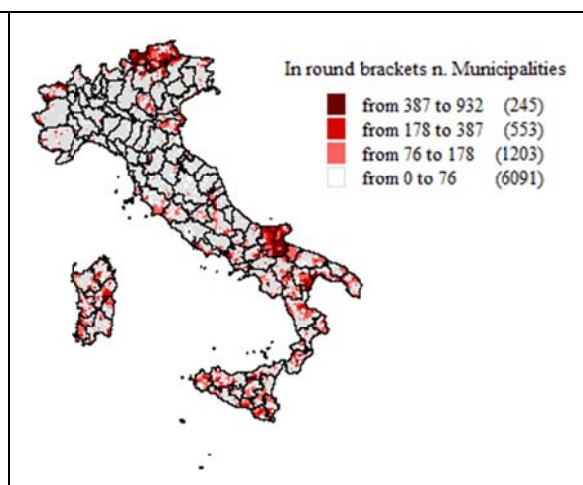 In round brackets n. Municipalities
from 387 to 932 (245)
from 178 to 387 (553)
from 76 to 178 (1203)
from 0 to 76 (6091)